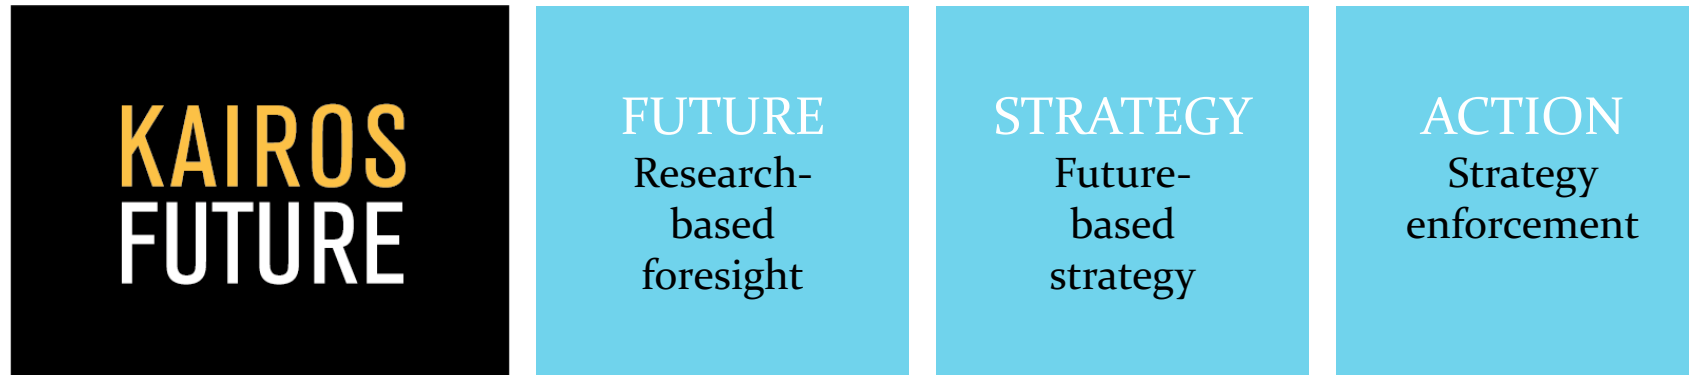 KAIROS
FUTURE
FUTURE
Research-
based
foresight
STRATEGY
Future-
based
strategy
ACTION
Strategy
enforcement